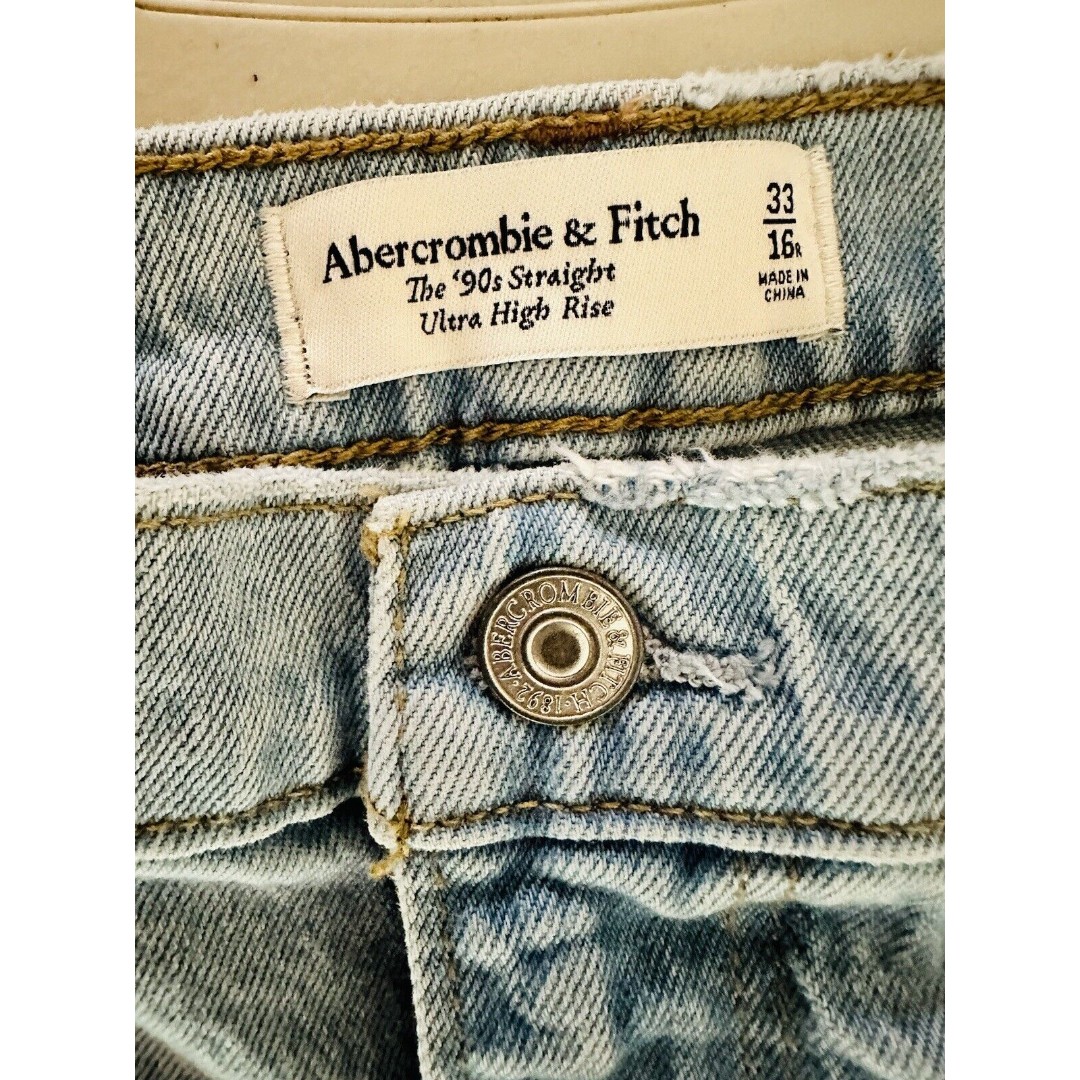 Abercrombie & Fitch
The ‘90s Straight
Ultra High Rise
33
16R
MADE IN
CHINA
ABERCROMBIE & FITCH · 1892 ·